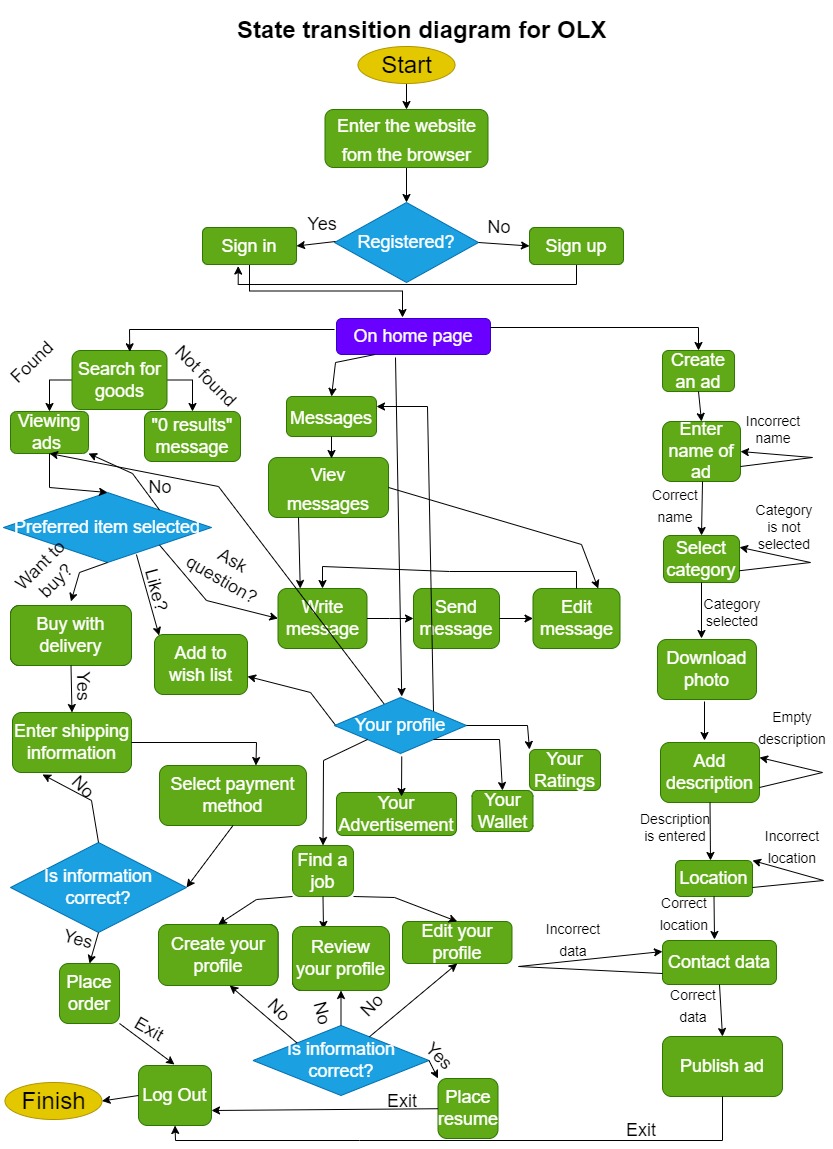 State transition diagram for OLX
Start
Enter the website
fom the browser
Yes
No
Registered?
Sign in
Sign up
On home page
Found
Search for
goods
Not found
Viewing
ads
"0 results"
message
Messages
Viev
messages
Create
an ad
Enter
name of
ad
Incorrect
name
Correct
name
Category
is not
selected
Select
category
Category
selected
No
Preferred item selected
Want to
buy?
Like?
Ask
question?
Write
message
Send
message
Edit
message
Buy with
delivery
Add to
wish list
Yes
Download
photo
Enter shipping
information
Your profile
Select payment
method
Your
Ratings
Your
Advertisement
Your
Wallet
Empty
description
Add
description
Description
is entered
No
Is information
correct?
Find a
job
Incorrect
location
Location
Correct
location
Yes
Create your
profile
Review
your profile
Edit your
profile
Incorrect
data
Contact data
Correct
data
Place
order
No
No
No
Is information
correct?
Yes
Exit
Publish ad
Log Out
Finish
Exit
Place
resume
Exit